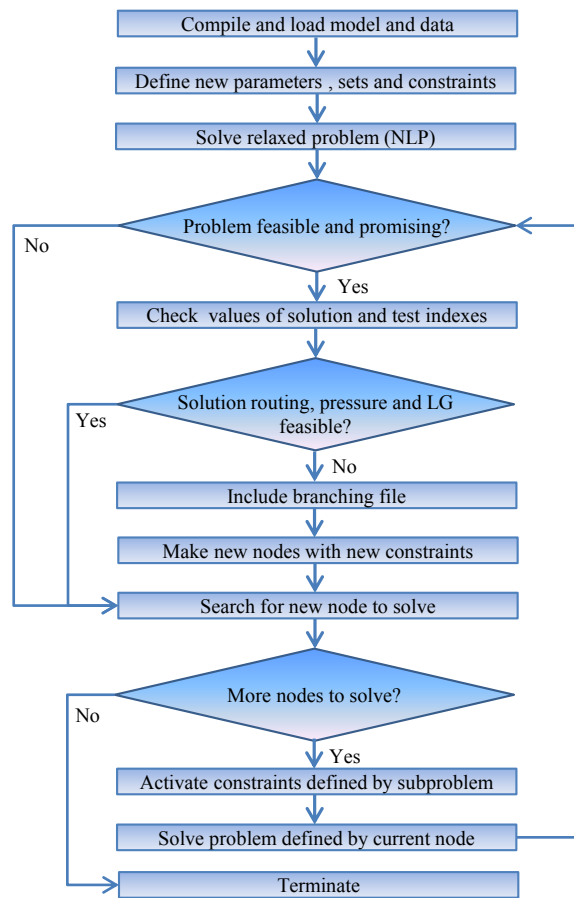 Compile and load model and data
Define new parameters , sets and constraints
Solve relaxed problem (NLP)
Problem feasible and promising?
No
Yes
Check values of solution and test indexes
Solution routing, pressure and LG
feasible?
Yes
No
Include branching file
Make new nodes with new constraints
Search for new node to solve
More nodes to solve?
No
Yes
Activate constraints defined by subproblem
Solve problem defined by current node
Terminate